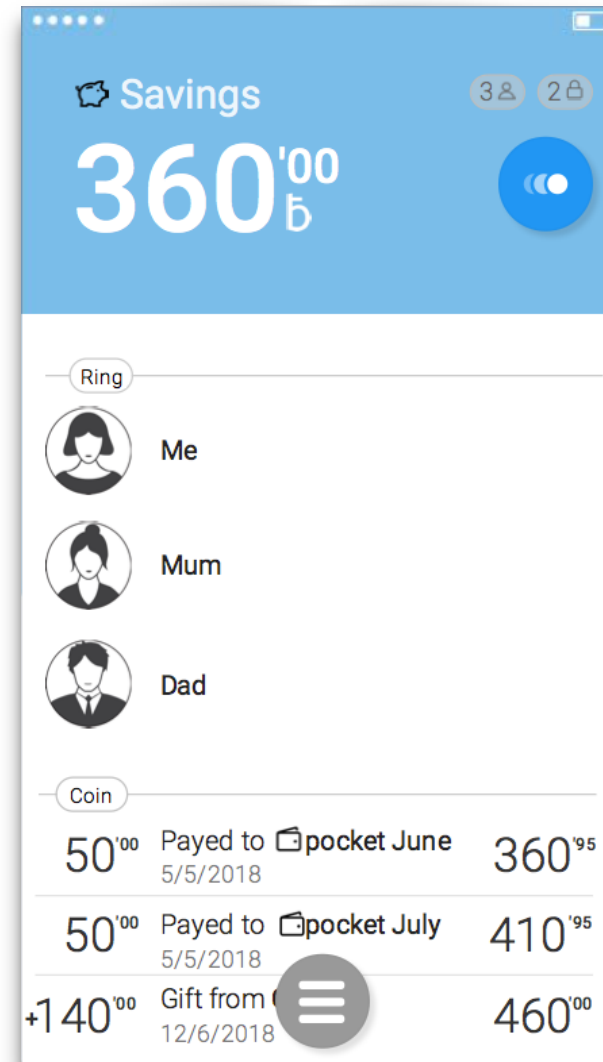 Savings
3 2
360'00
ƀ
Ring
Me
Mum
Dad
Coin
50'00 Payed to pocket June 360'95
5/5/2018
50'00 Payed to pocket July 410'95
5/5/2018
+140'00 Gift from 460'00
12/6/2018